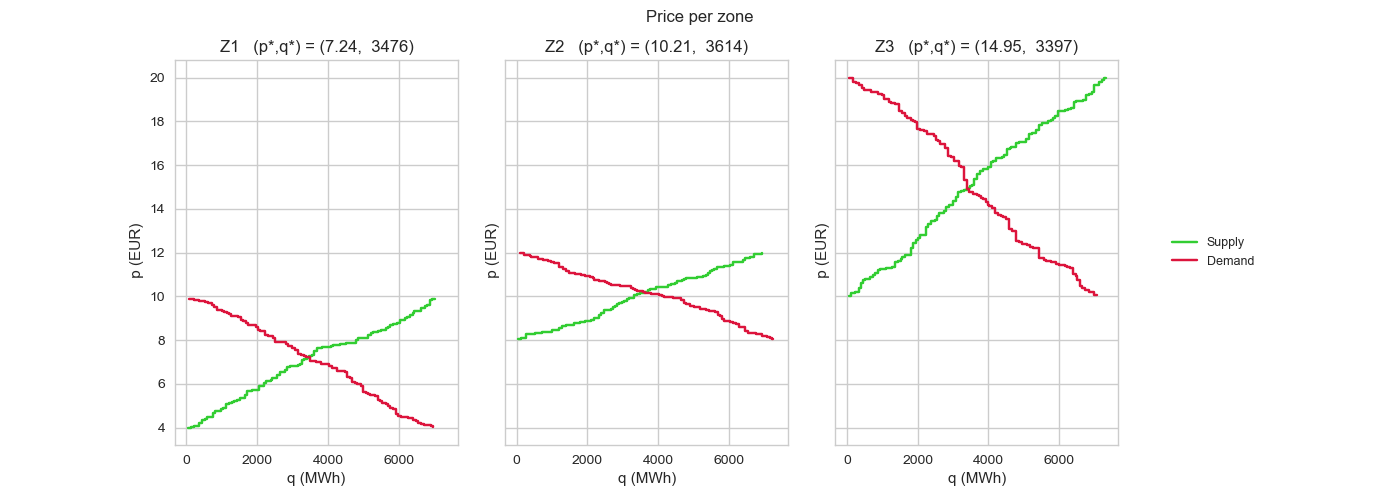 Price per zone
Z1   (p*,q*) = (7.24,  3476)
Z2   (p*,q*) = (10.21,  3614)
Z3   (p*,q*) = (14.95,  3397)
20
18
16
14
12
10
8
6
4
p (EUR)
p (EUR)
p (EUR)
Supply
Demand
0 2000 4000 6000
0 2000 4000 6000
0 2000 4000 6000
q (MWh)
q (MWh)
q (MWh)